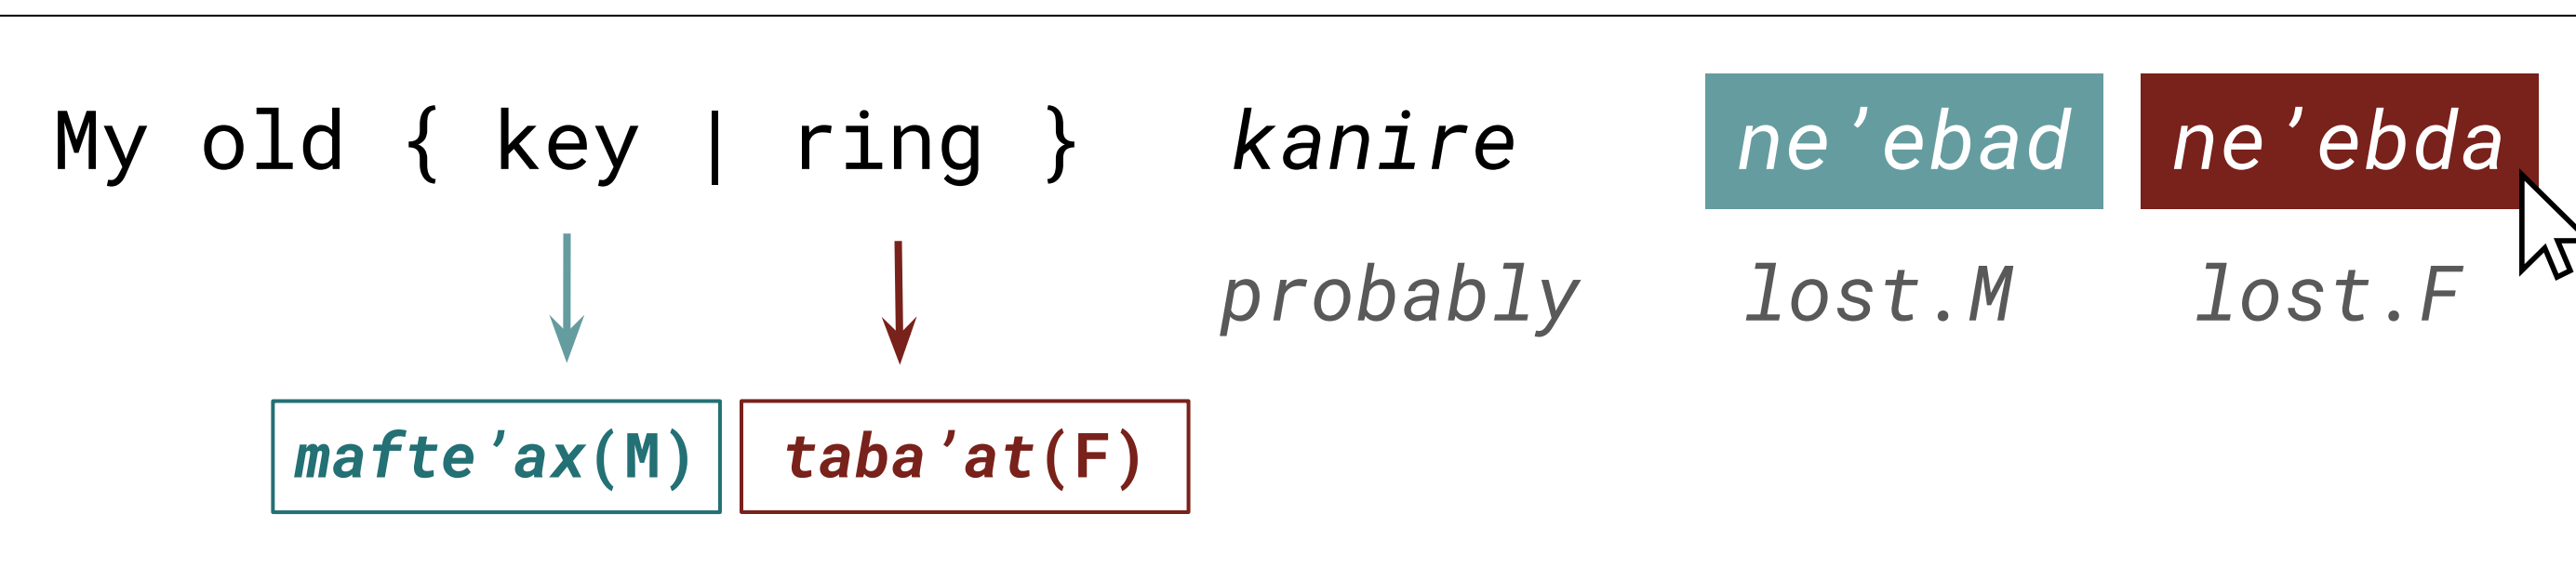 My old { key | ring } kanire ne’ebad ne’ebda
probably lost.M lost.F
mafte’ax(M) taba’at(F)